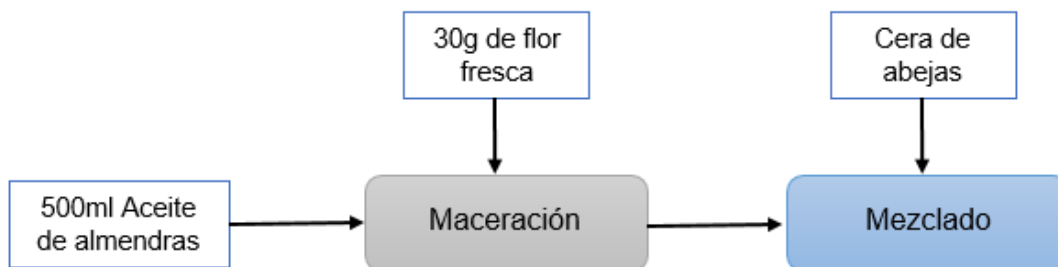 30g de flor
fresca
Cera de
abejas
500ml Aceite
de almendras
Maceración
Mezclado